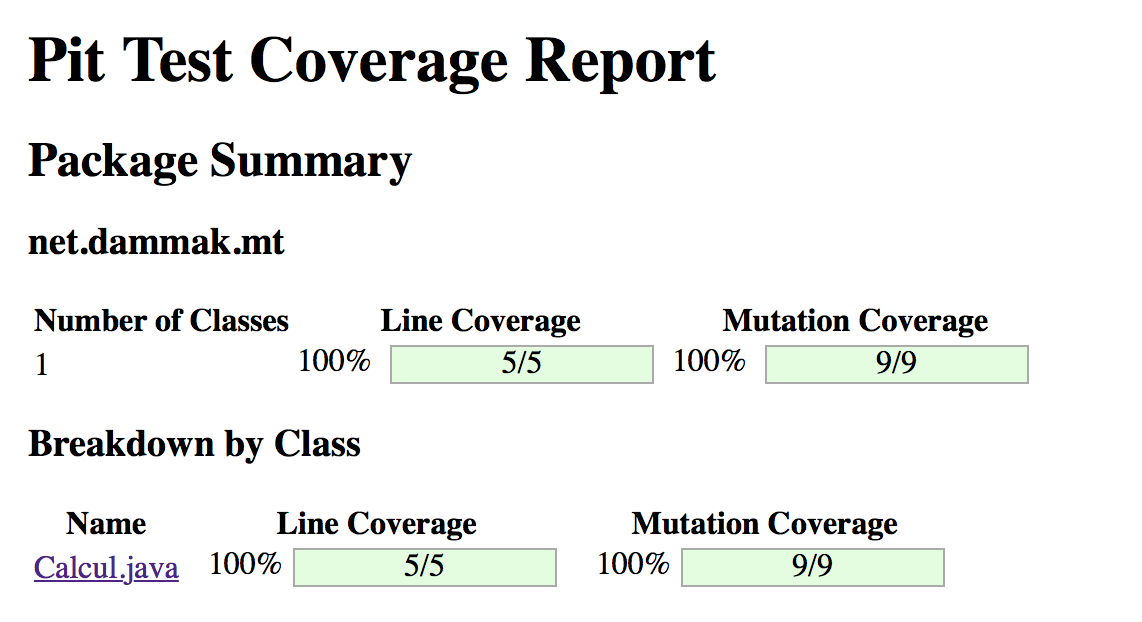 Pit Test Coverage Report
Package Summary
net.dammak.mt
Number of Classes Line Coverage Mutation Coverage
1 100% 5/5 100% 9/9
Breakdown by Class
Name Line Coverage Mutation Coverage
Calcul.java 100% 5/5 100% 9/9